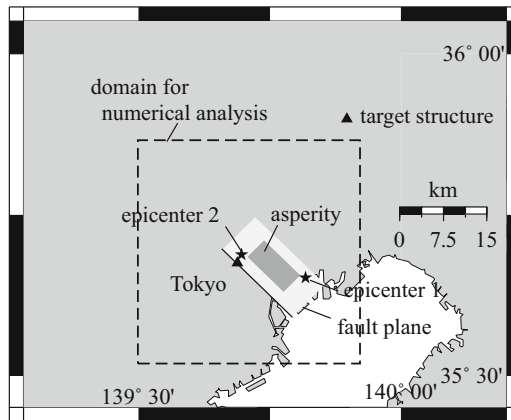 36° 00'
domain for
numerical analysis
target structure
km
0 7.5 15
epicenter 2
asperity
Tokyo
epicenter 1
fault plane
139° 30'
140° 00'
35° 30'